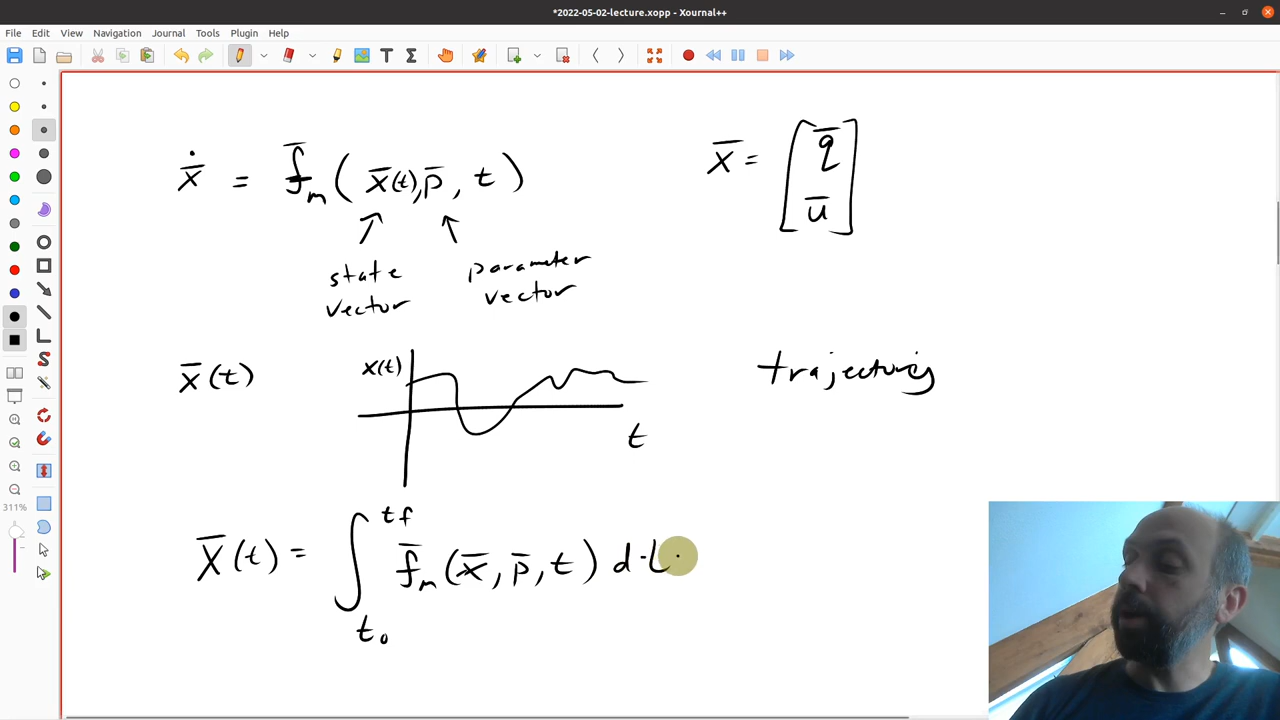 *2022-05-02-lecture.xopp - Xournal++
File Edit View Navigation Journal Tools Plugin Help
311%
ẋ̄ = f̄ₘ( x̄(t), p̄, t )
x̄ = [ q̄ ū ]
state vector
parameter vector
x̄(t)
x(t)
t
trajectories
x̄(t) = ∫ t₀ tf f̄ₘ(x̄, p̄, t) dt